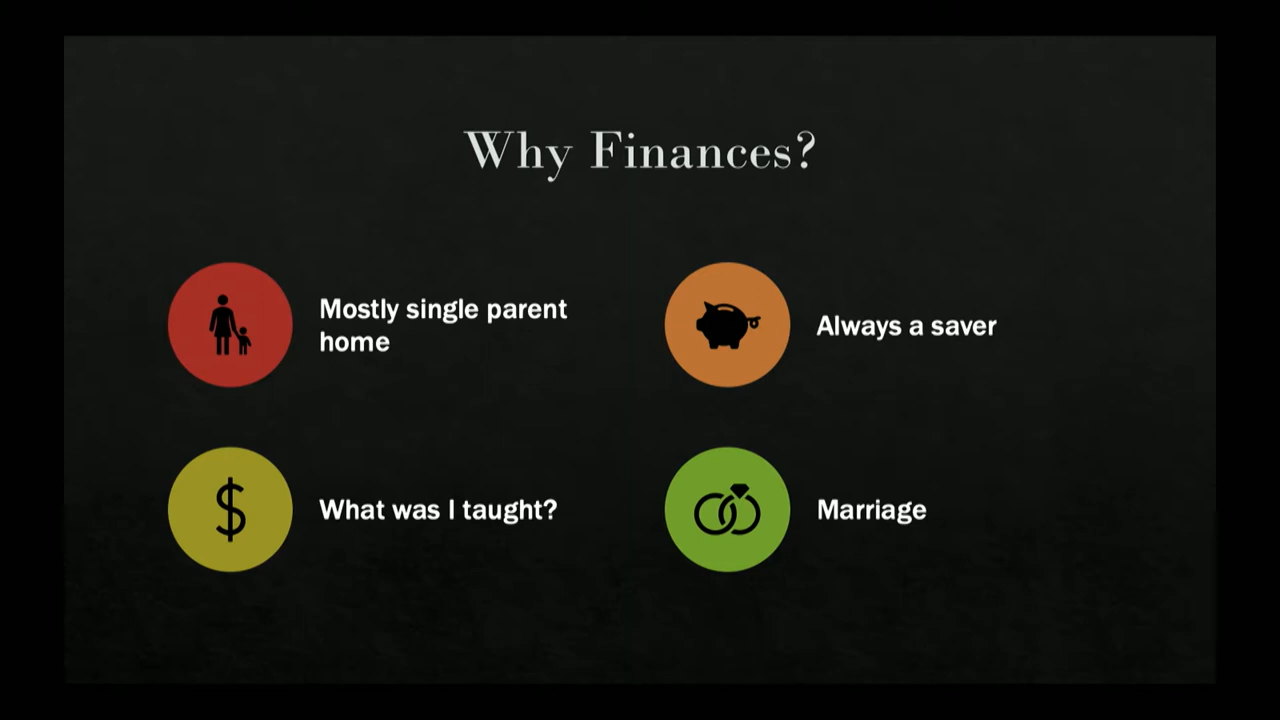 Why Finances?
Mostly single parent
home
Always a saver
What was I taught?
Marriage